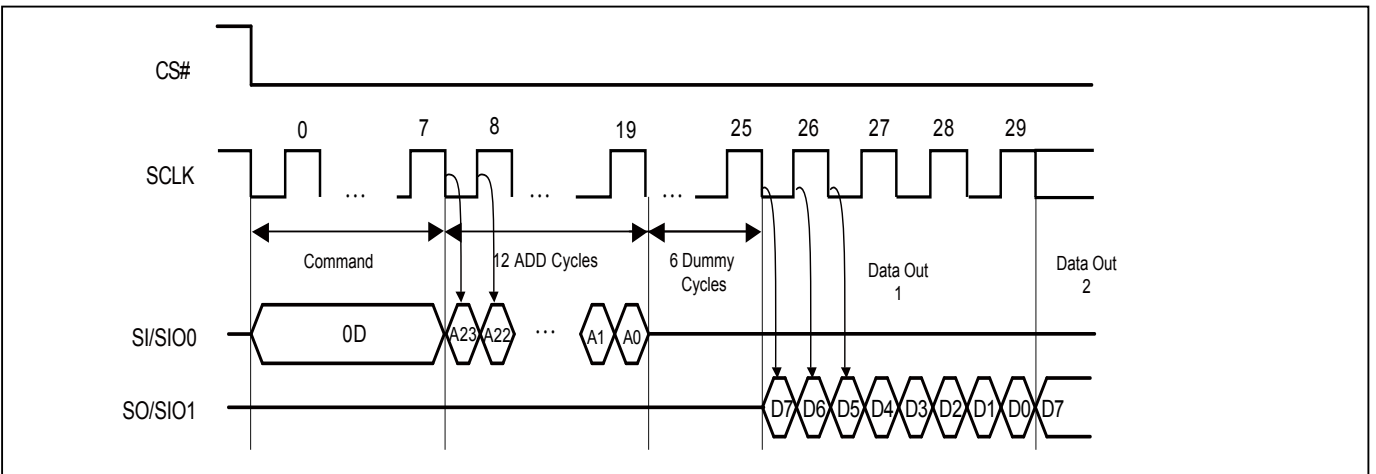 CS#
0 7 8 19 25 26 27 28 29
SCLK
... ... ...
Command 12 ADD Cycles 6 Dummy Cycles Data Out 1 Data Out 2
SI/SIO0 0D A23 A22 ... A1 A0
SO/SIO1 D7 D6 D5 D4 D3 D2 D1 D0 D7